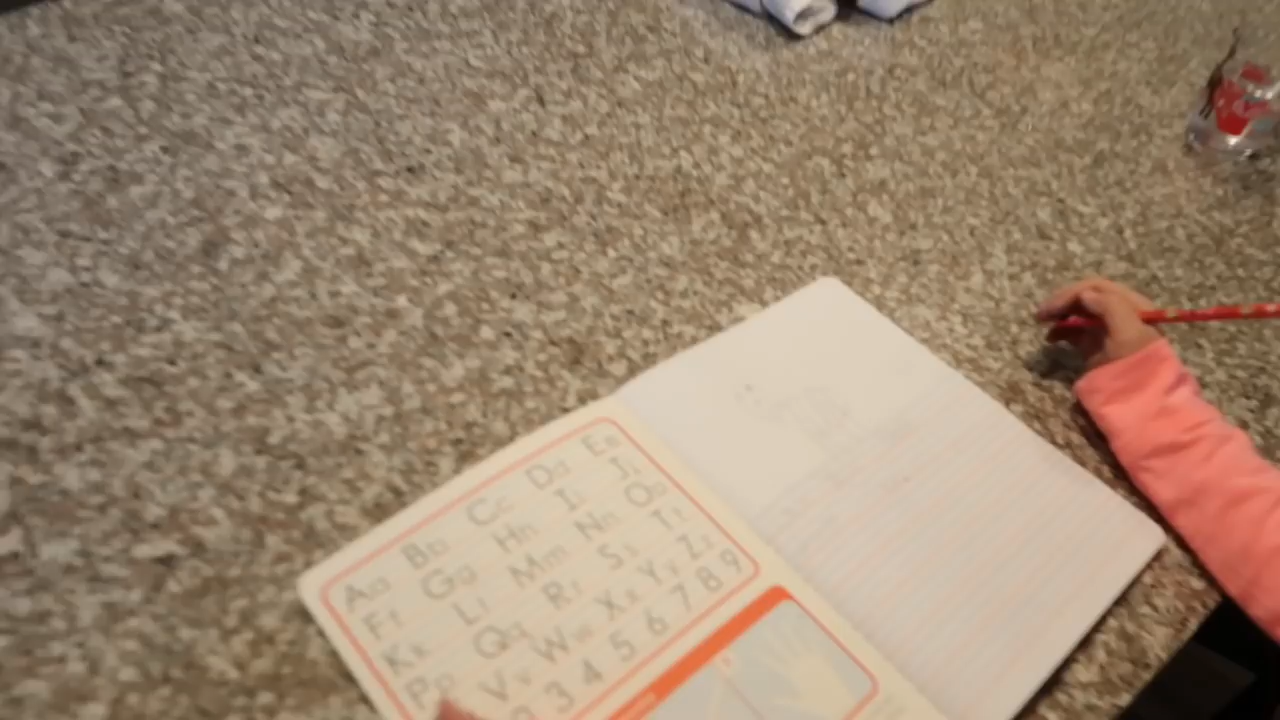 Aa Bb Cc Dd Ee
Ff Gg Hh Ii Jj
Kk Ll Mm Nn Oo
Pp Qq Rr Ss Tt
Vv Ww Xx Yy Zz
3 4 5 6 7 8 9